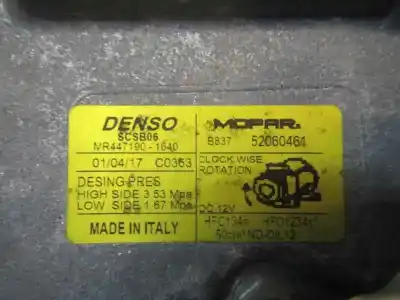 DENSO
SCSB06
MR447190-1640
01/04/17 C0363
DESING PRES
HIGH SIDE 3.53 Mpa
LOW SIDE 1.67 Mpa
MADE IN ITALY
MOPAR.
B837 52060461
CLOCK WISE
ROTATION
DC 12V